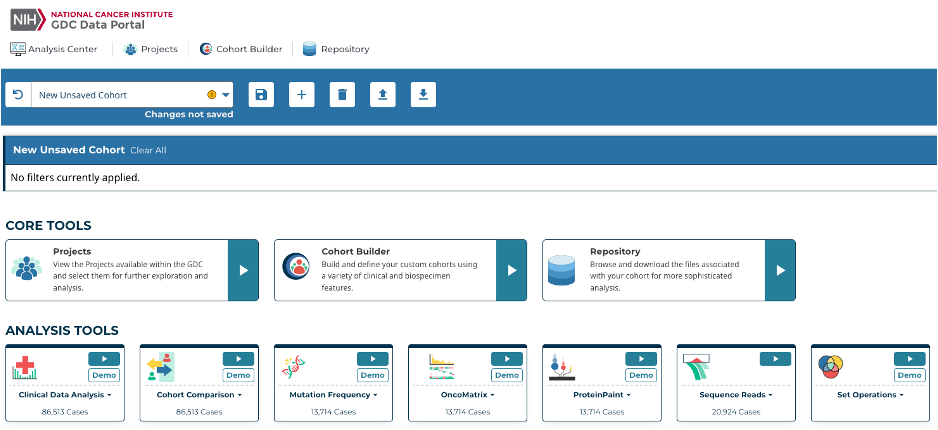 NIH NATIONAL CANCER INSTITUTE
GDC Data Portal
Analysis Center Projects Cohort Builder Repository
New Unsaved Cohort
Changes not saved
New Unsaved Cohort Clear All
No filters currently applied.
CORE TOOLS
Projects
View the Projects available within the GDC
and select them for further exploration and
analysis.
Cohort Builder
Build and define your custom cohorts using
a variety of clinical and biospecimen
features.
Repository
Browse and download the files associated
with your cohort for more sophisticated
analysis.
ANALYSIS TOOLS
Demo
Clinical Data Analysis
86,513 Cases
Demo
Cohort Comparison
86,513 Cases
Demo
Mutation Frequency
13,714 Cases
Demo
OncoMatrix
13,714 Cases
Demo
ProteinPaint
13,714 Cases
Sequence Reads
20,924 Cases
Demo
Set Operations